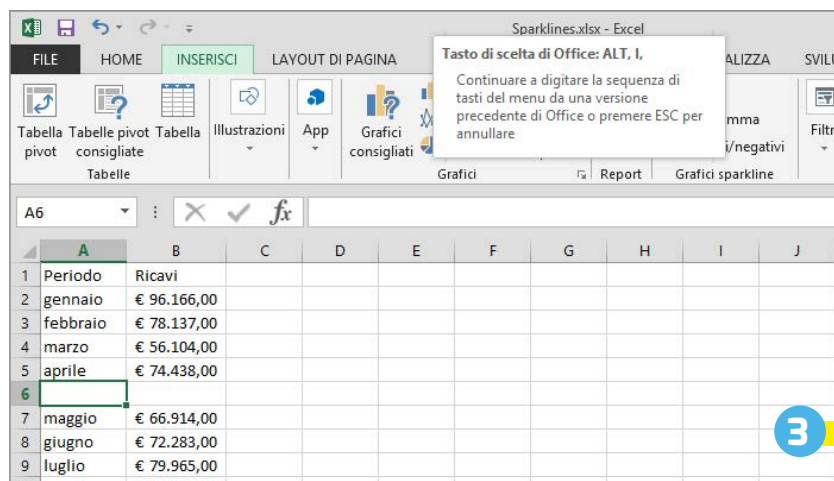 Sparklines.xlsx - Excel
FILE HOME INSERISCI LAYOUT DI PAGINA ALIZZA SVILU
Tasto di scelta di Office: ALT, I,
Continuare a digitare la sequenza di
tasti del menu da una versione
precedente di Office o premere ESC per
annullare
Tabella pivot
Tabelle pivot consigliate
Tabella
Illustrazioni
App
Grafici consigliati
mma
i/negativi
Filtr
Tabelle Grafici Report Grafici sparkline
A6 fx
A B C D E F G H I J
1 Periodo Ricavi
2 gennaio € 96.166,00
3 febbraio € 78.137,00
4 marzo € 56.104,00
5 aprile € 74.438,00
6
7 maggio € 66.914,00
8 giugno € 72.283,00
9 luglio € 79.965,00
3